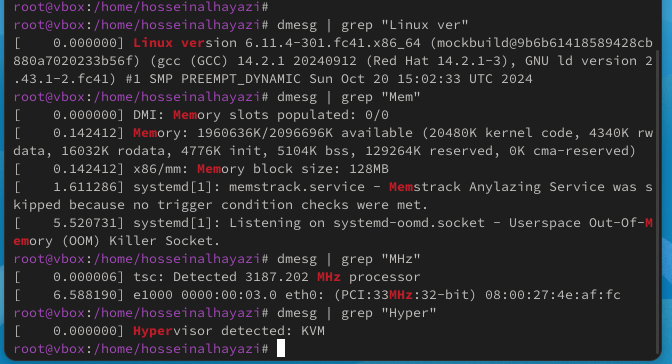 root@vbox:/home/hosseinalhayazi#
root@vbox:/home/hosseinalhayazi# dmesg | grep "Linux ver"
[    0.000000] Linux version 6.11.4-301.fc41.x86_64 (mockbuild@9b6b61418589428cb
880a7020233b56f) (gcc (GCC) 14.2.1 20240912 (Red Hat 14.2.1-3), GNU ld version 2
.43.1-2.fc41) #1 SMP PREEMPT_DYNAMIC Sun Oct 20 15:02:33 UTC 2024
root@vbox:/home/hosseinalhayazi# dmesg | grep "Mem"
[    0.000000] DMI: Memory slots populated: 0/0
[    0.142412] Memory: 1960636K/2096696K available (20480K kernel code, 4340K rw
data, 16032K rodata, 4776K init, 5104K bss, 129264K reserved, 0K cma-reserved)
[    0.142412] x86/mm: Memory block size: 128MB
[    1.611286] systemd[1]: memstrack.service - Memstrack Anylazing Service was s
kipped because no trigger condition checks were met.
[    5.520731] systemd[1]: Listening on systemd-oomd.socket - Userspace Out-Of-M
emory (OOM) Killer Socket.
root@vbox:/home/hosseinalhayazi# dmesg | grep "MHz"
[    0.000006] tsc: Detected 3187.202 MHz processor
[    6.588190] e1000 0000:00:03.0 eth0: (PCI:33MHz:32-bit) 08:00:27:4e:af:fc
root@vbox:/home/hosseinalhayazi# dmesg | grep "Hyper"
[    0.000000] Hypervisor detected: KVM
root@vbox:/home/hosseinalhayazi#